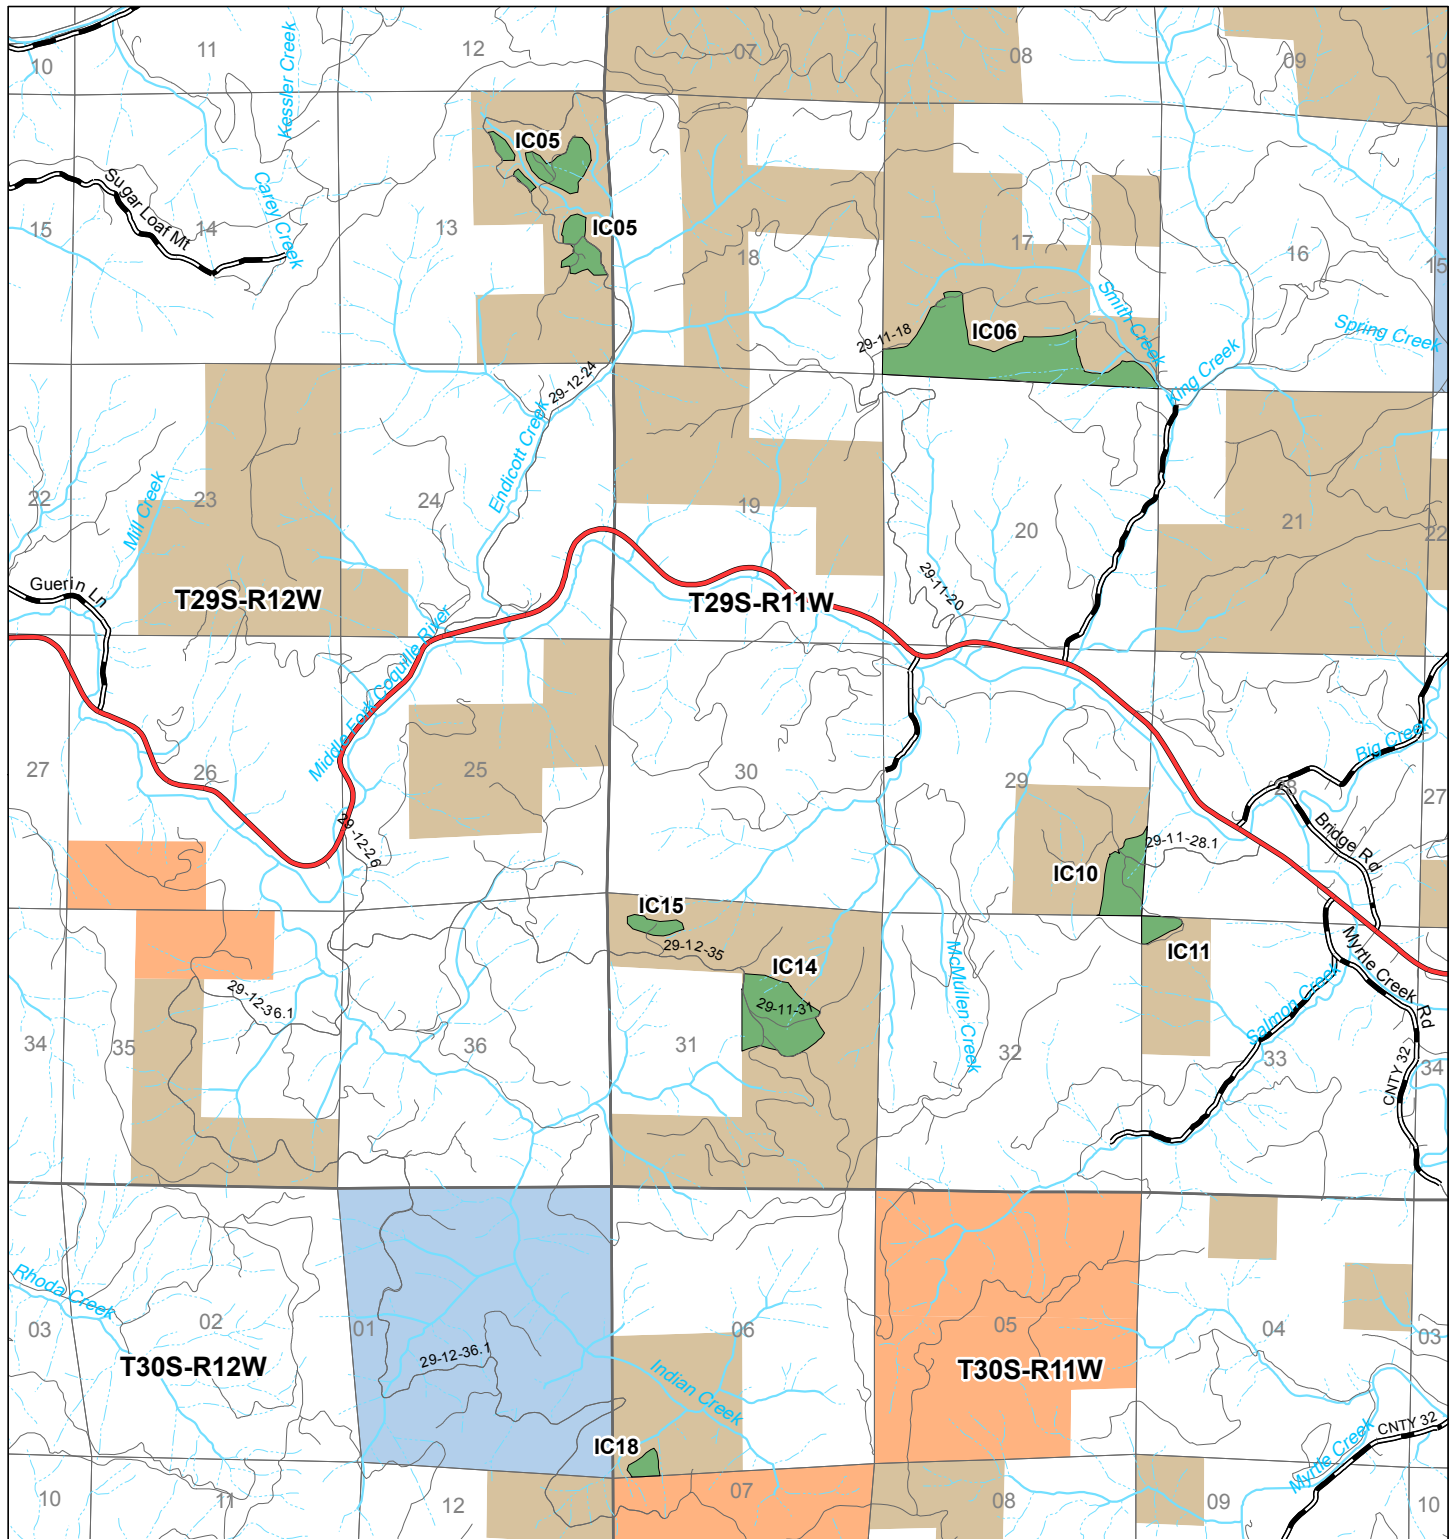 10
11
Kessler Creek
12
07
08
09
10
IC05
Sugar Loaf Mt
Carey Creek
15
14
13
IC05
18
17
16
15
Smith Creek
29-11-18
IC06
Spring Creek
King Creek
29-12-24
Endicott Creek
22
Mill Creek
23
24
19
20
21
22
Guerin Ln
T29S-R12W
T29S-R11W
29-11-20
Middle Fork Coquille River
27
26
25
30
29
28
27
Big Creek
29-12-26
Bridge Rd
29-11-28.1
IC10
IC15
29-12-35
IC14
IC11
McMullen Creek
Myrtle Creek Rd
Salmon Creek
29-12-36.1
29-11-31
34
35
36
31
32
33
34
CNTY 32
Rhoda Creek
03
02
01
06
05
04
03
29-12-36.1
T30S-R12W
T30S-R11W
Indian Creek
IC18
CNTY 32
Myrtle Creek
10
11
12
07
08
09
10